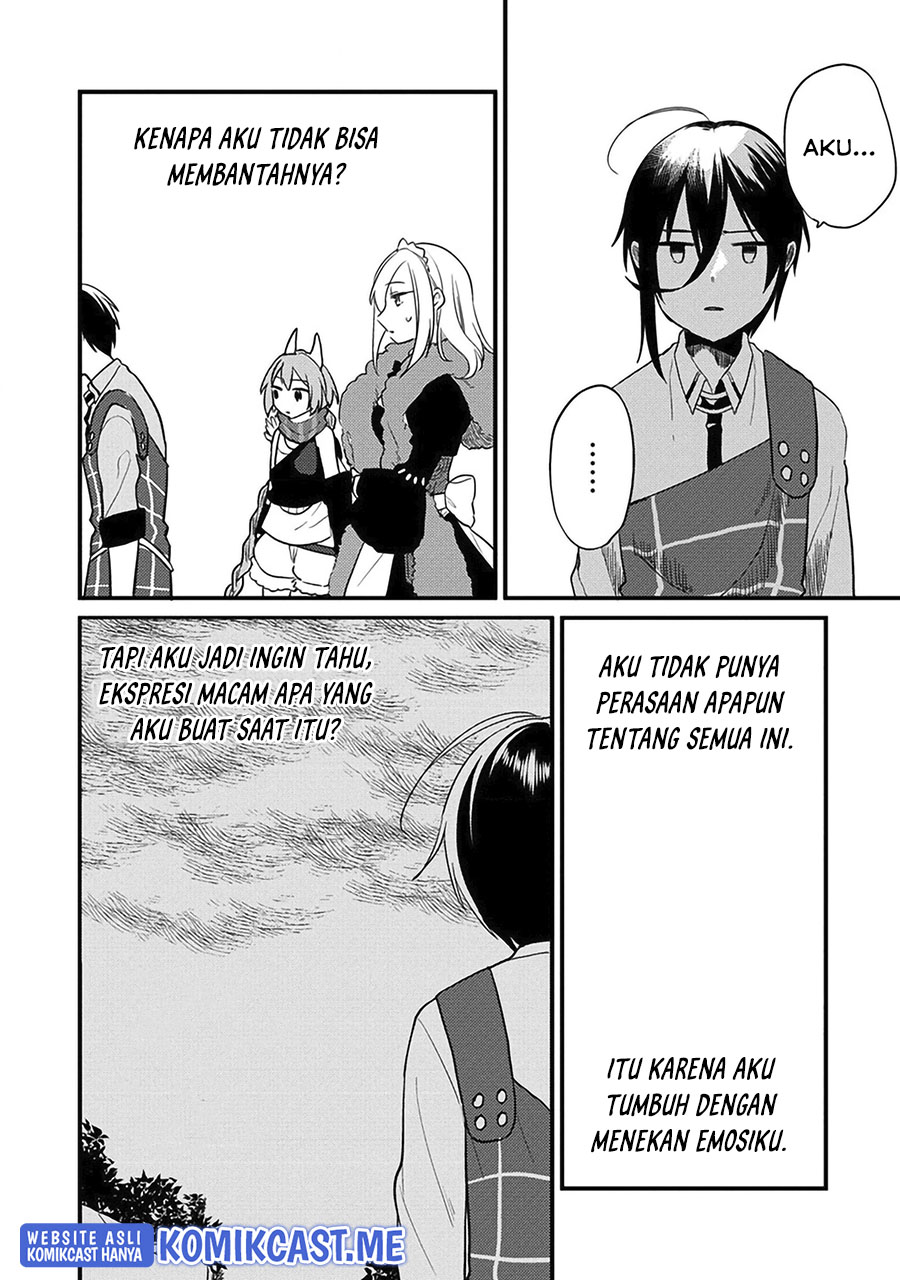 AKU...
.......
KENAPA AKU TIDAK BISA
MEMBANTAHNYA?
AKU TIDAK PUNYA
PERASAAN APAPUN
TENTANG SEMUA INI.
ITU KARENA AKU
TUMBUH DENGAN
MENEKAN EMOSIKU.
TAPI AKU JADI INGIN TAHU,
EKSPRESI MACAM APA YANG
AKU BUAT SAAT ITU?
WEBSITE ASLI
KOMIKCAST HANYA
KOMIKCAST.ME